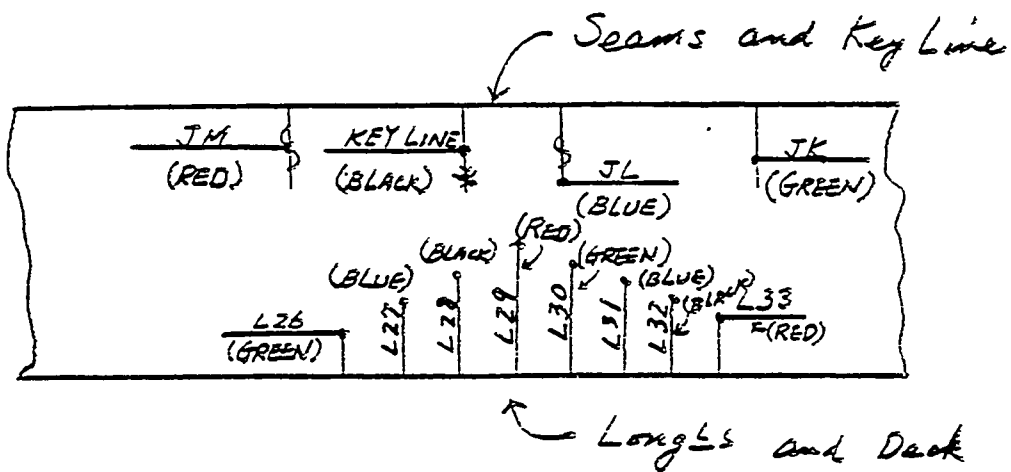 Seams and Key Line
JM
(RED)
KEY LINE
(BLACK)
JL
(BLUE)
JK
(GREEN)
L26
(GREEN)
L27
(BLUE)
L28
(BLACK)
L29
(RED)
L30
(GREEN)
L31
(BLUE)
L32
(BLACK)
L33
(RED)
Longls and Deck